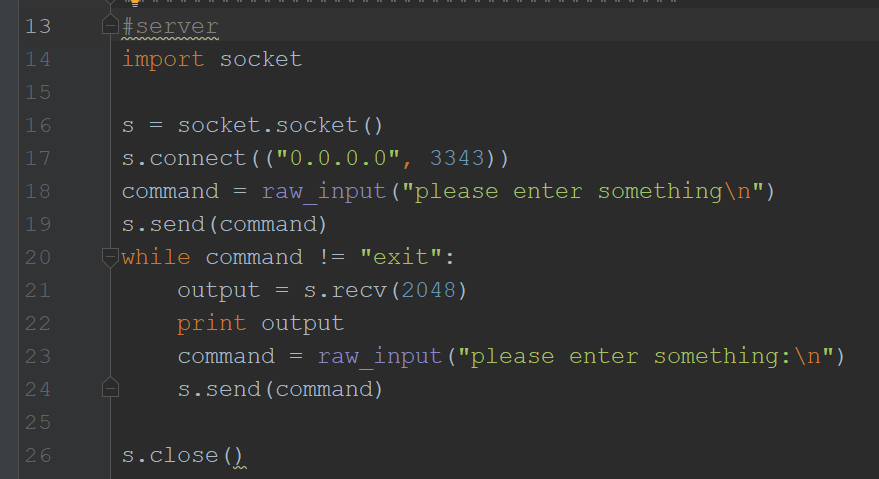 13 #server
14 import socket
15
16 s = socket.socket()
17 s.connect(("0.0.0.0", 3343))
18 command = raw_input("please enter something\n")
19 s.send(command)
20 while command != "exit":
21     output = s.recv(2048)
22     print output
23     command = raw_input("please enter something:\n")
24     s.send(command)
25
26 s.close()